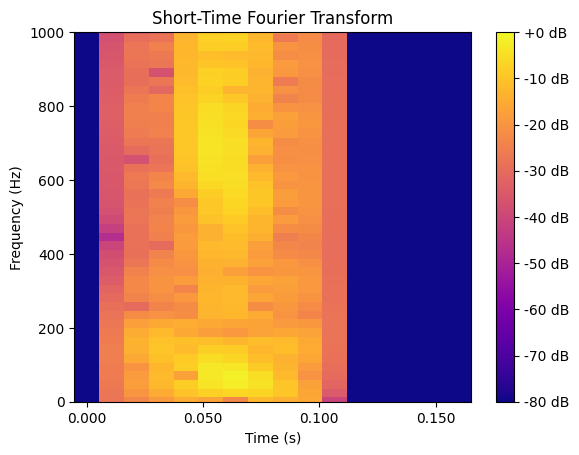 Short-Time Fourier Transform
1000
800
600
400
200
0
Frequency (Hz)
0.000
0.050
0.100
0.150
Time (s)
+0 dB
-10 dB
-20 dB
-30 dB
-40 dB
-50 dB
-60 dB
-70 dB
-80 dB